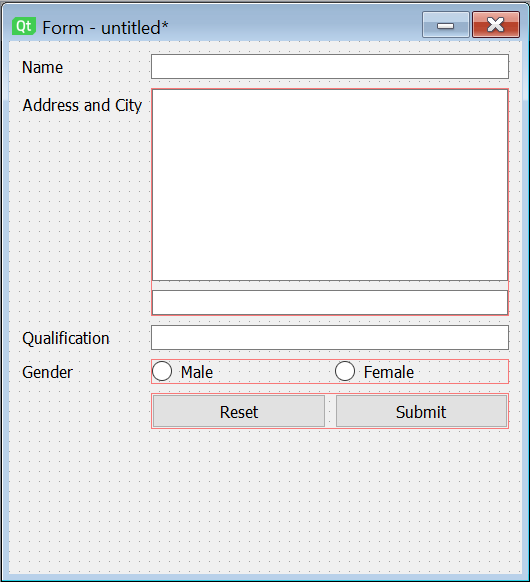 Qt Form - untitled*
Name
Address and City
Qualification
Gender Male Female
Reset Submit